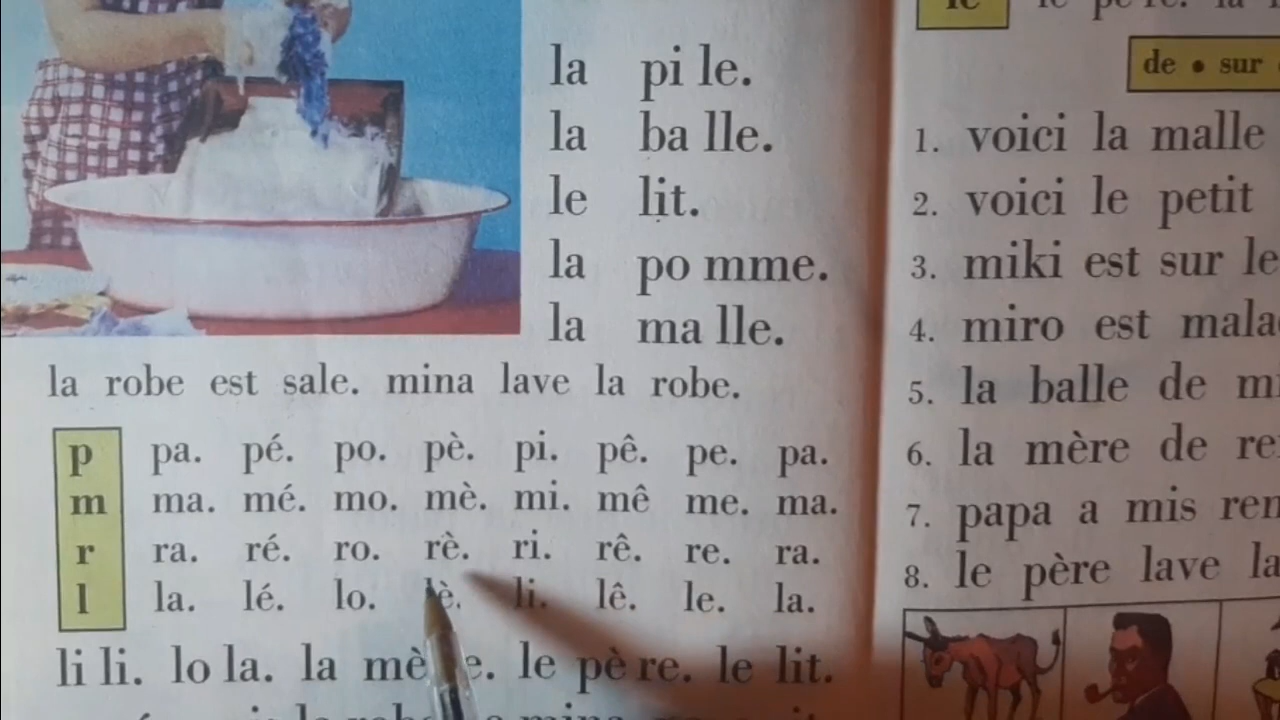 la pi le.
la ba lle.
le lit.
la po mme.
la ma lle.
la robe est sale. mina lave la robe.
p pa. pé. po. pè. pi. pê. pe. pa.
m ma. mé. mo. mè. mi. mê me. ma.
r ra. ré. ro. rè. ri. rê. re. ra.
l la. lé. lo. lè. li. lê. le. la.
li li. lo la. la le pè re. le lit.
de • sur
1. voici la malle
2. voici le petit
3. miki est sur le
4. miro est
5. la balle de
6. la mère de
7. papa a mis
8. le père lave la